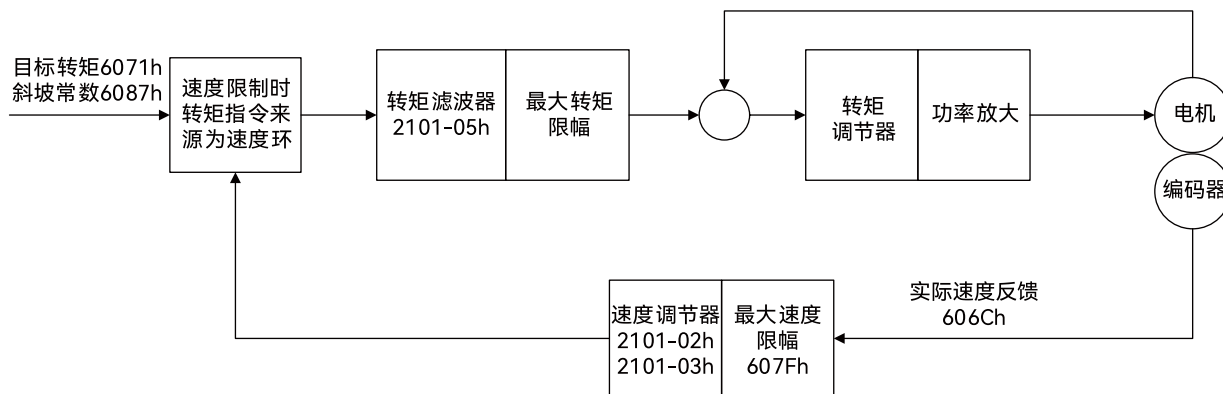 目标转矩6071h
斜坡常数6087h
速度限制时
转矩指令来
源为速度环
转矩滤波器
2101-05h
最大转矩
限幅
转矩
调节器
功率放大
电机
编码器
实际速度反馈
606Ch
速度调节器
2101-02h
2101-03h
最大速度
限幅
607Fh